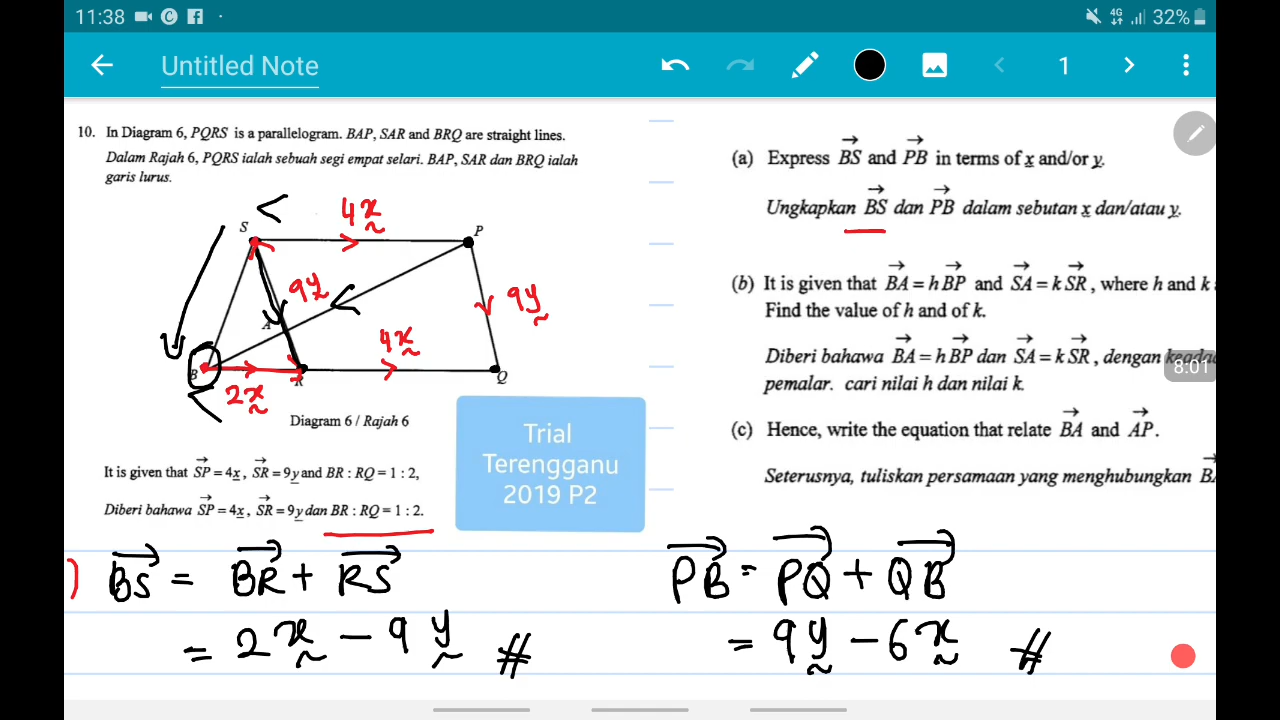 11:38 4G 32%
Untitled Note 1
10. In Diagram 6, PQRS is a parallelogram. BAP, SAR and BRQ are straight lines.
Dalam Rajah 6, PQRS ialah sebuah segi empat selari. BAP, SAR dan BRQ ialah
garis lurus.
S 4x P
9y
A 9y
4x
B R Q
2x
Diagram 6 / Rajah 6
It is given that SP = 4x, SR = 9y and BR : RQ = 1 : 2,
Diberi bahawa SP = 4x, SR = 9y dan BR : RQ = 1 : 2.
Trial
Terengganu
2019 P2
(a) Express BS and PB in terms of x and/or y.
Ungkapkan BS dan PB dalam sebutan x dan/atau y.
(b) It is given that BA = h BP and SA = k SR, where h and k
Find the value of h and of k.
Diberi bahawa BA = h BP dan SA = k SR, dengan
pemalar. cari nilai h dan nilai k.
8:01
(c) Hence, write the equation that relate BA and AP.
Seterusnya, tuliskan persamaan yang menghubungkan
) BS = BR + RS
= 2x - 9y #
PB = PQ + QB
= 9y - 6x #